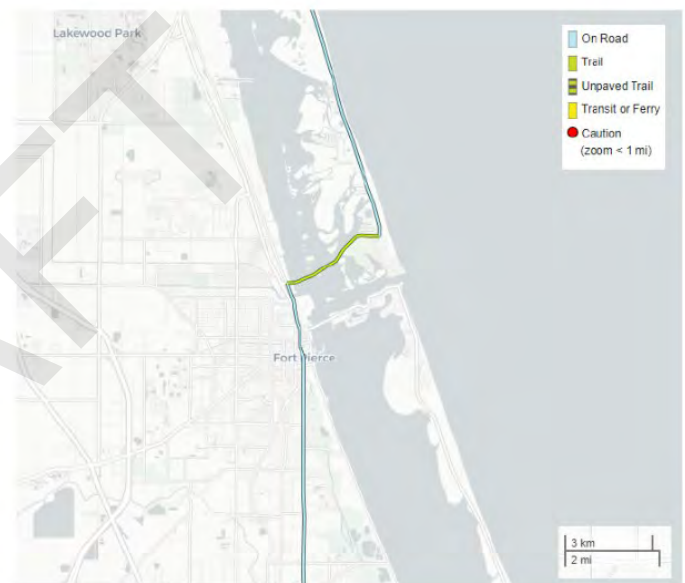 Lakewood Park
On Road
Trail
Unpaved Trail
Transit or Ferry
Caution
(zoom < 1 mi)
Fort Pierce
3 km
2 mi